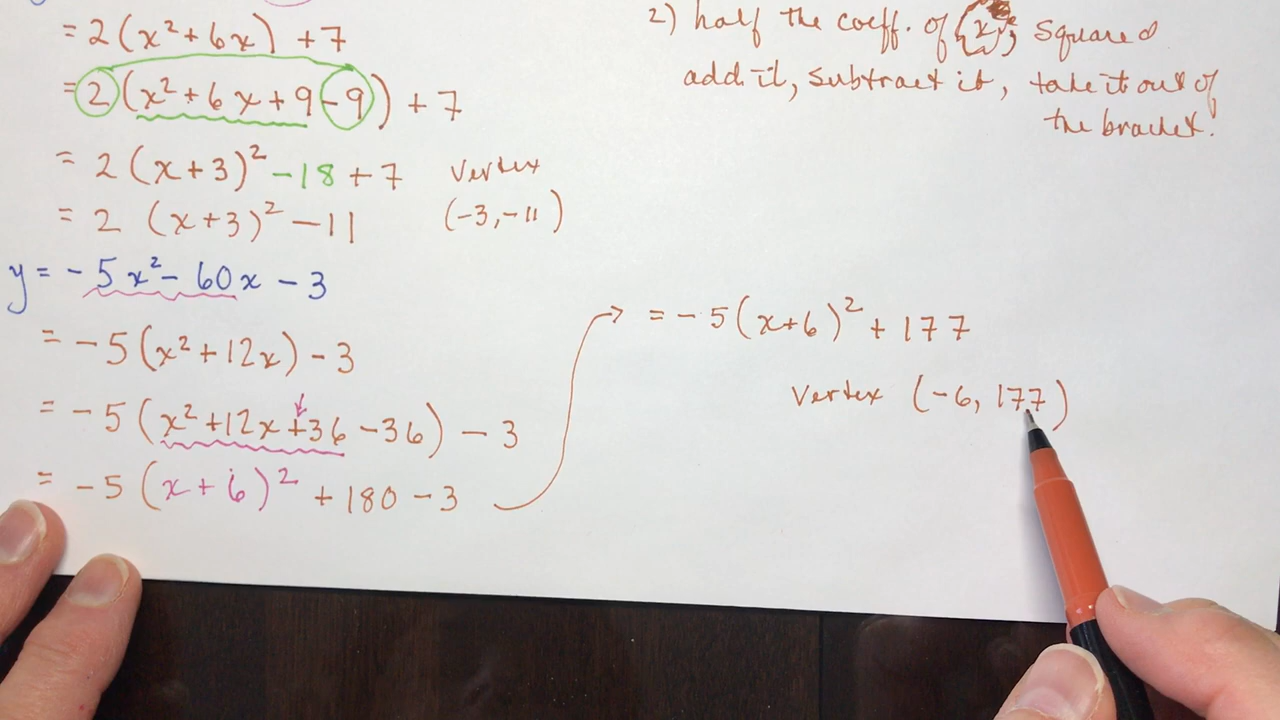 = 2(x² + 6x) + 7
= 2(x² + 6x + 9 - 9) + 7
= 2(x+3)² - 18 + 7
= 2 (x+3)² - 11
vertex
(-3, -11)
y = -5x² - 60x - 3
= -5(x² + 12x) - 3
= -5(x² + 12x + 36 - 36) - 3
= -5(x + 6)² + 180 - 3
2) half the coeff. of x, squared
add it, subtract it, take it out of
the bracket.
= -5(x+6)² + 177
Vertex (-6, 177)